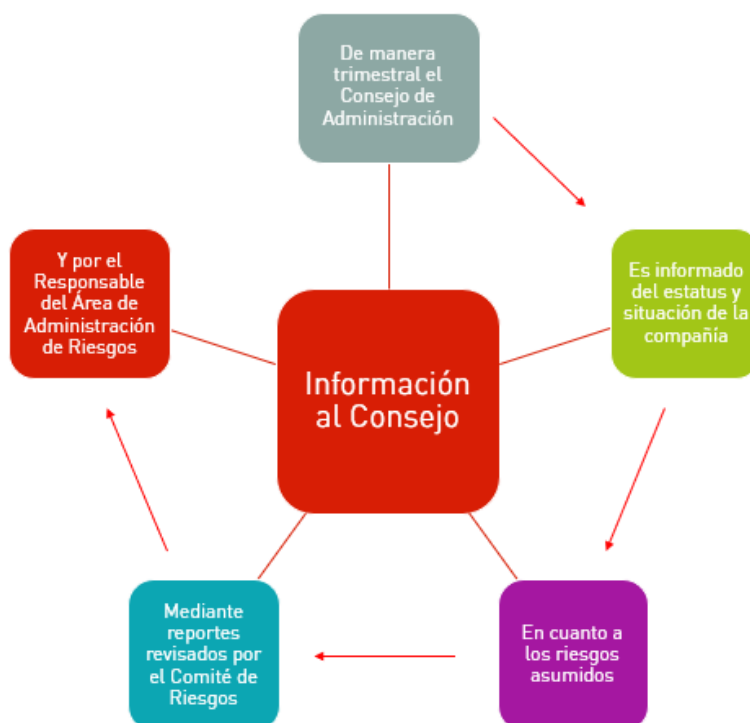 De manera
trimestral el
Consejo de
Administración
Es informado
del estatus y
situación de la
compañía
En cuanto a
los riesgos
asumidos
Mediante
reportes
revisados por
el Comité de
Riesgos
Y por el
Responsable
del Área de
Administración
de Riesgos
Información
al Consejo